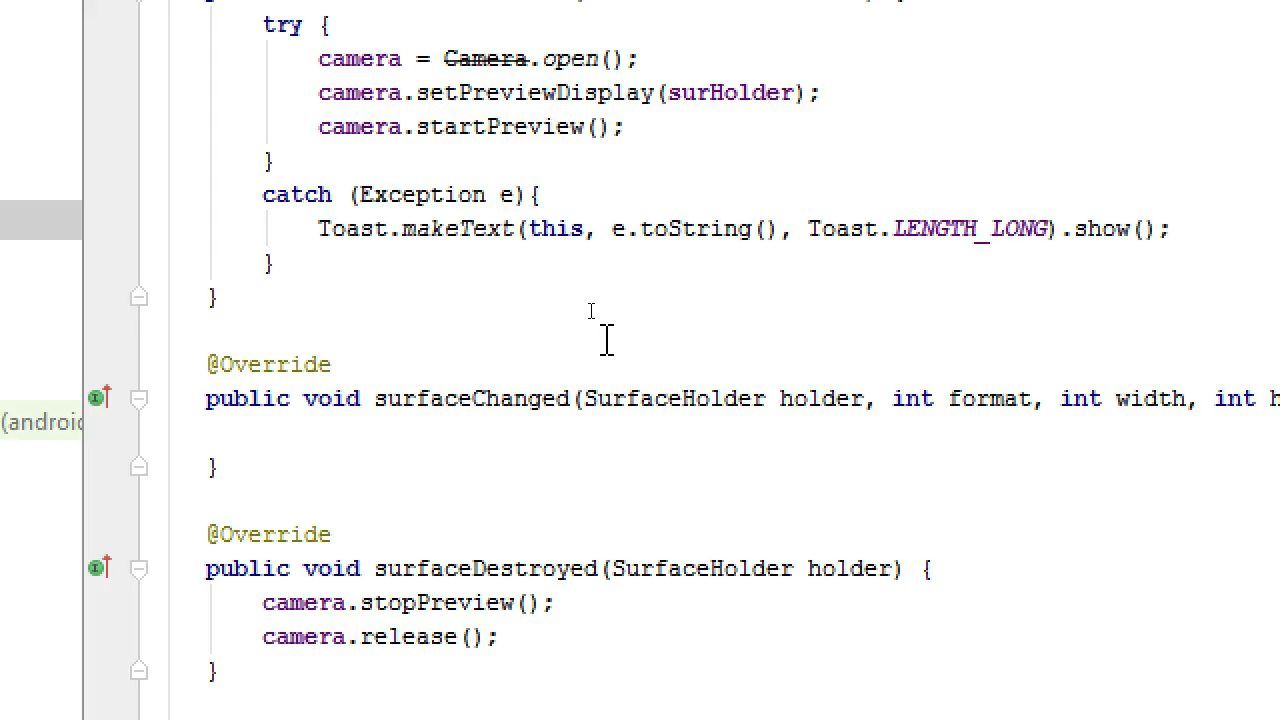 try {
camera = Camera.open();
camera.setPreviewDisplay(surHolder);
camera.startPreview();
}
catch (Exception e){
Toast.makeText(this, e.toString(), Toast.LENGTH_LONG).show();
}
}
@Override
public void surfaceChanged(SurfaceHolder holder, int format, int width, int h
(android
}
@Override
public void surfaceDestroyed(SurfaceHolder holder) {
camera.stopPreview();
camera.release();
}